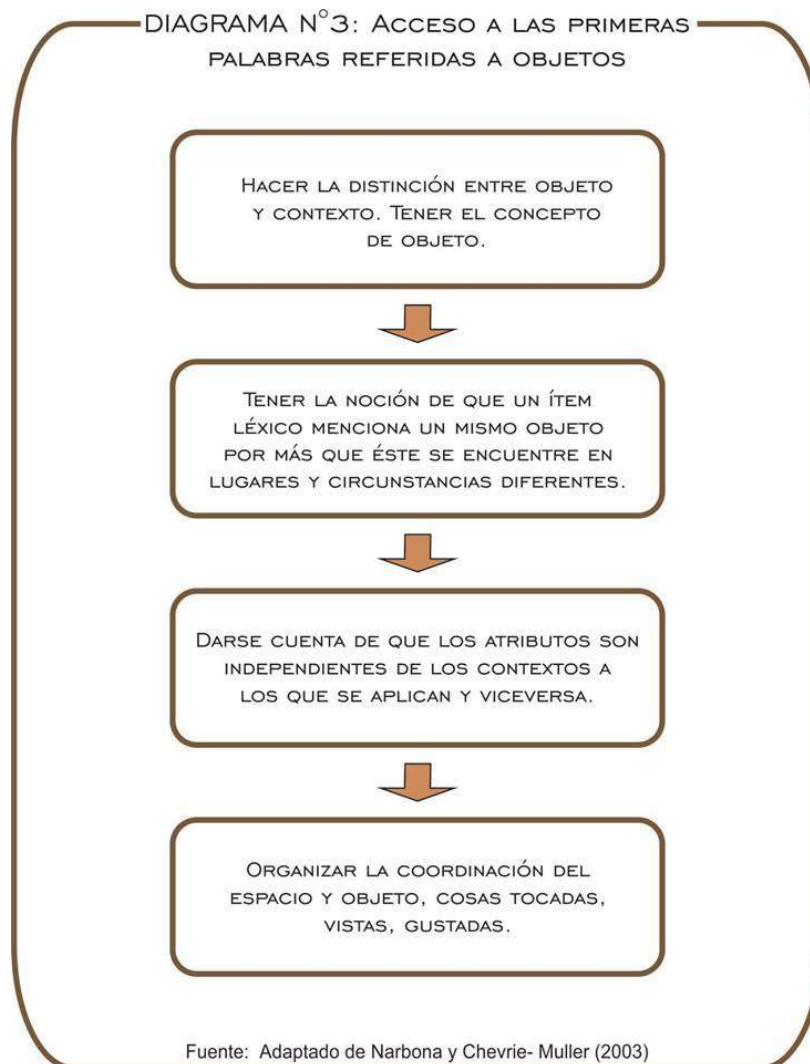 DIAGRAMA N°3: ACCESO A LAS PRIMERAS
PALABRAS REFERIDAS A OBJETOS
HACER LA DISTINCIÓN ENTRE OBJETO
Y CONTEXTO. TENER EL CONCEPTO
DE OBJETO.
TENER LA NOCIÓN DE QUE UN ÍTEM
LÉXICO MENCIONA UN MISMO OBJETO
POR MÁS QUE ÉSTE SE ENCUENTRE EN
LUGARES Y CIRCUNSTANCIAS DIFERENTES.
DARSE CUENTA DE QUE LOS ATRIBUTOS SON
INDEPENDIENTES DE LOS CONTEXTOS A
LOS QUE SE APLICAN Y VICEVERSA.
ORGANIZAR LA COORDINACIÓN DEL
ESPACIO Y OBJETO, COSAS TOCADAS,
VISTAS, GUSTADAS.
Fuente: Adaptado de Narbona y Chevrie- Muller (2003)